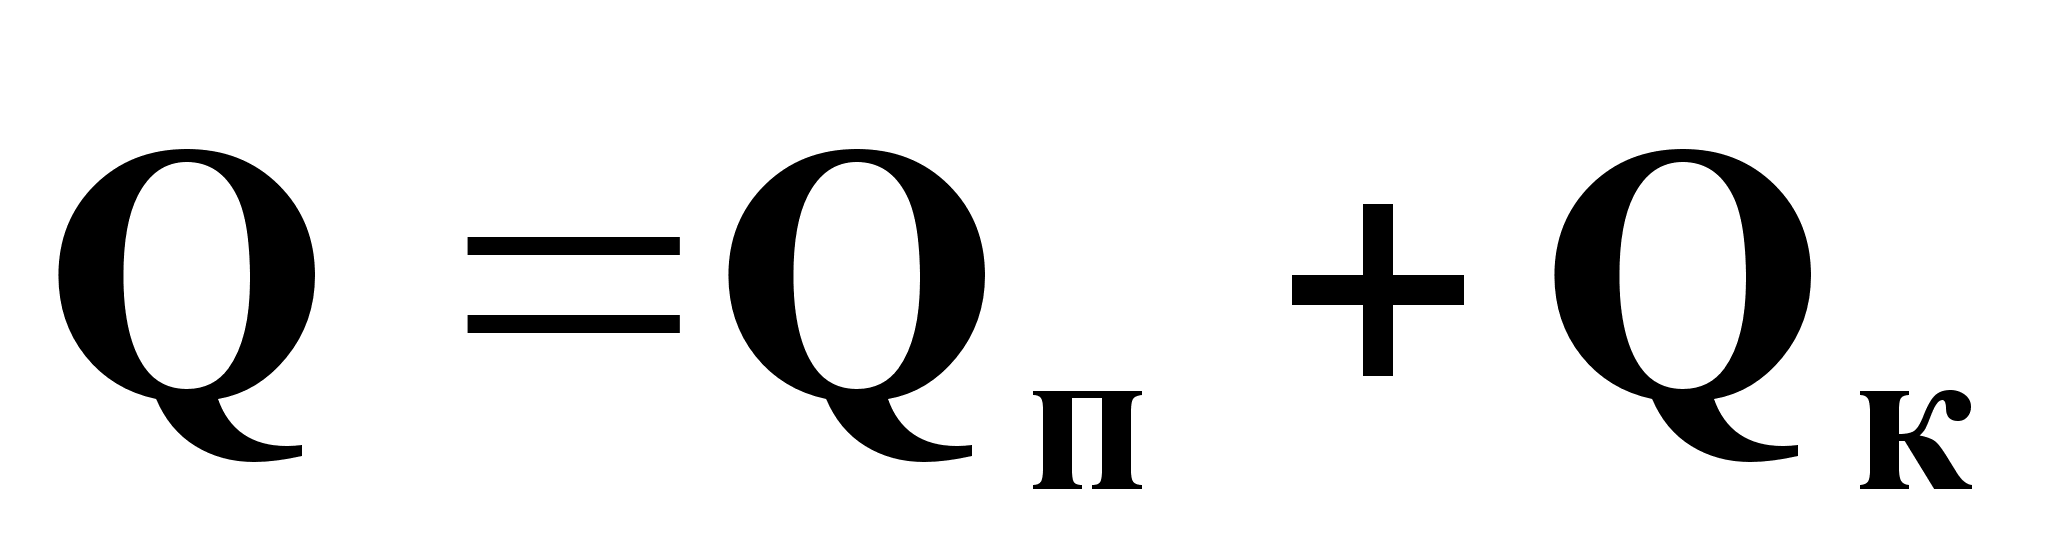 Q = Qп + Qк